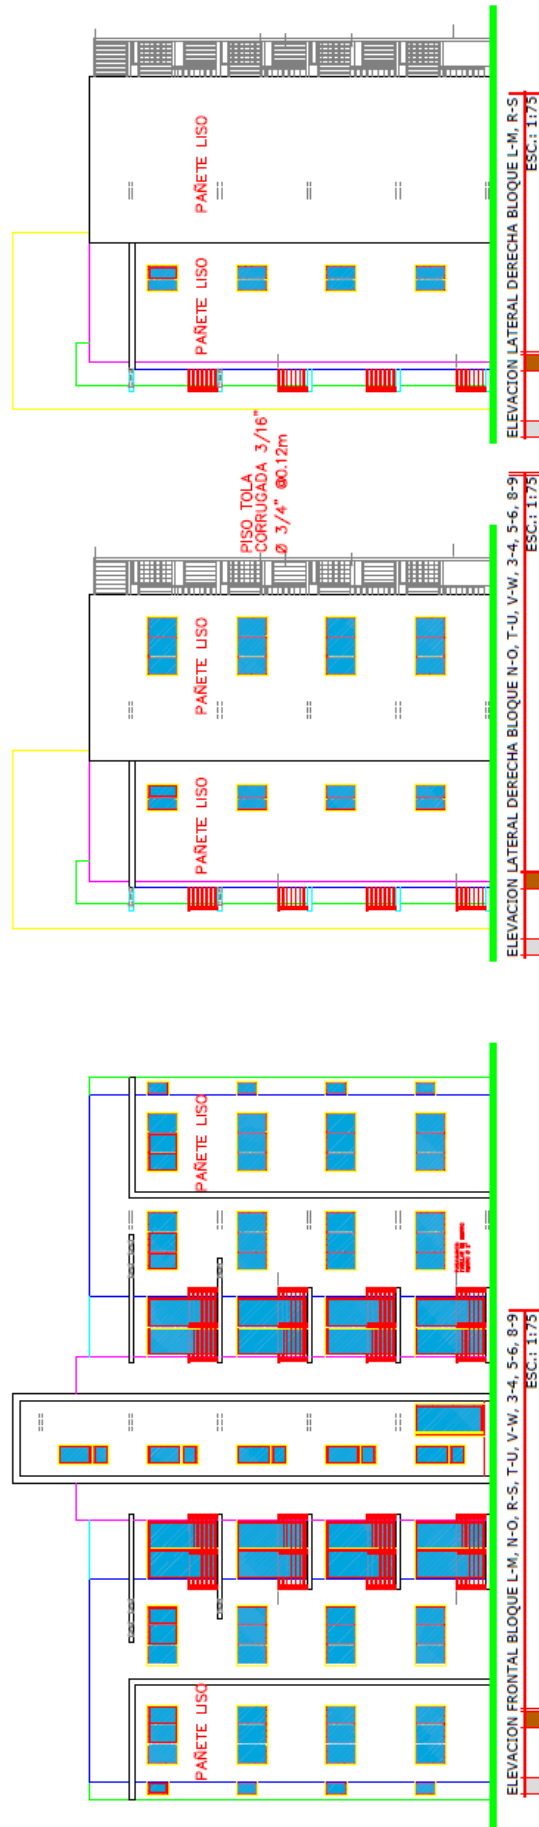 ELEVACION FRONTAL BLOQUE L-M, N-O, R-S, T-U, V-W, 3-4, 5-6, 8-9
ESC.: 1:75
PAÑETE LISO
PAÑETE LISO
ELEVACION LATERAL DERECHA BLOQUE N-O, T-U, V-W, 3-4, 5-6, 8-9
ESC.: 1:75
PAÑETE LISO
PAÑETE LISO
PISO TOLA
CORRUGADA 3/16"
Ø 3/4" @0.12m
ELEVACION LATERAL DERECHA BLOQUE L-M, R-S
ESC.: 1:75
PAÑETE LISO
PAÑETE LISO